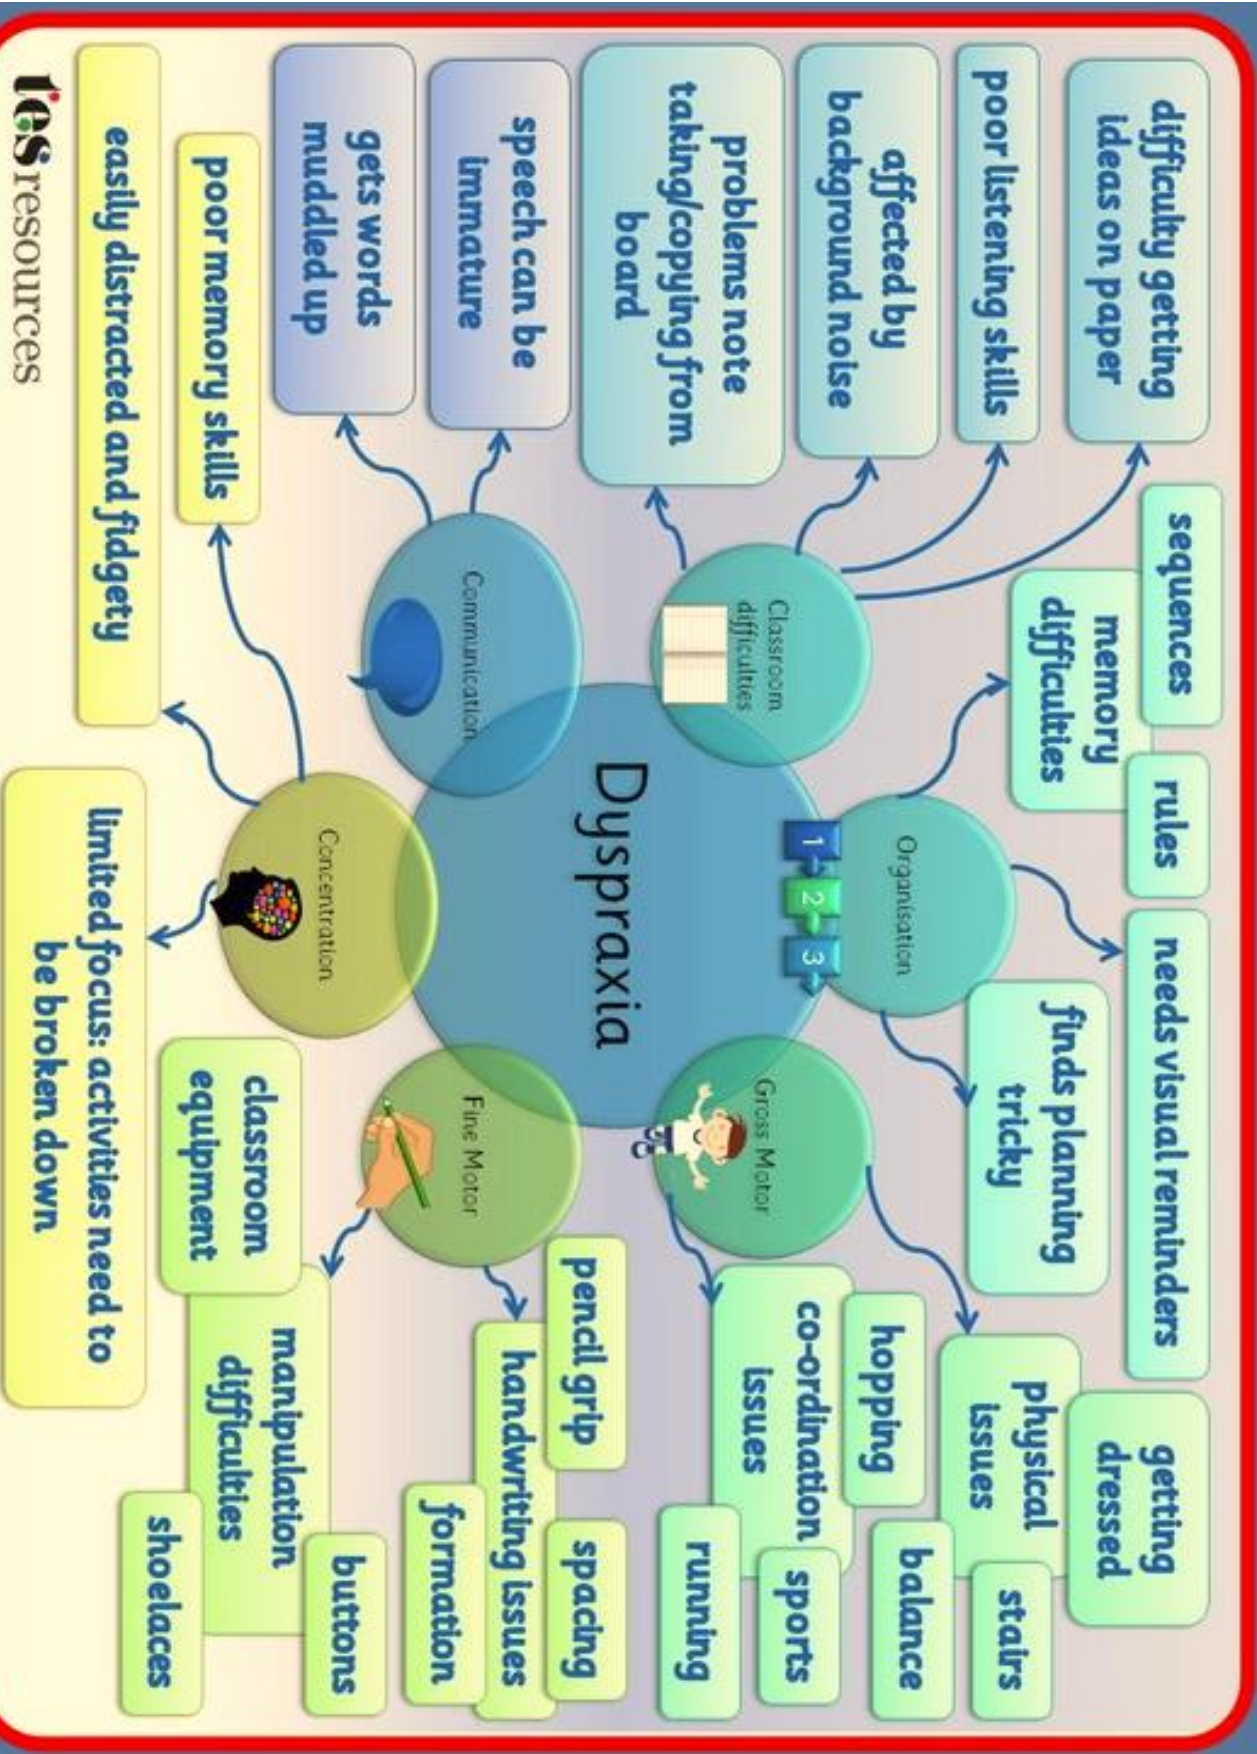 difficulty getting
ideas on paper
poor listening skills
affected by
background noise
problems note
taking/copying from
board
speech can be
immature
gets words
muddled up
poor memory skills
easily distracted and fidgety
limited focus: activities need to
be broken down
sequences
memory
difficulties
rules
needs visual reminders
finds planning
tricky
getting
dressed
physical
issues
stairs
balance
hopping
co-ordination
issues
sports
running
pencil grip
handwriting issues
spacing
formation
classroom
equipment
manipulation
difficulties
buttons
shoelaces
Classroom
difficulties
Organisation
1 2 3
Gross Motor
Dyspraxia
Communication
Concentration
Fine Motor
tes resources